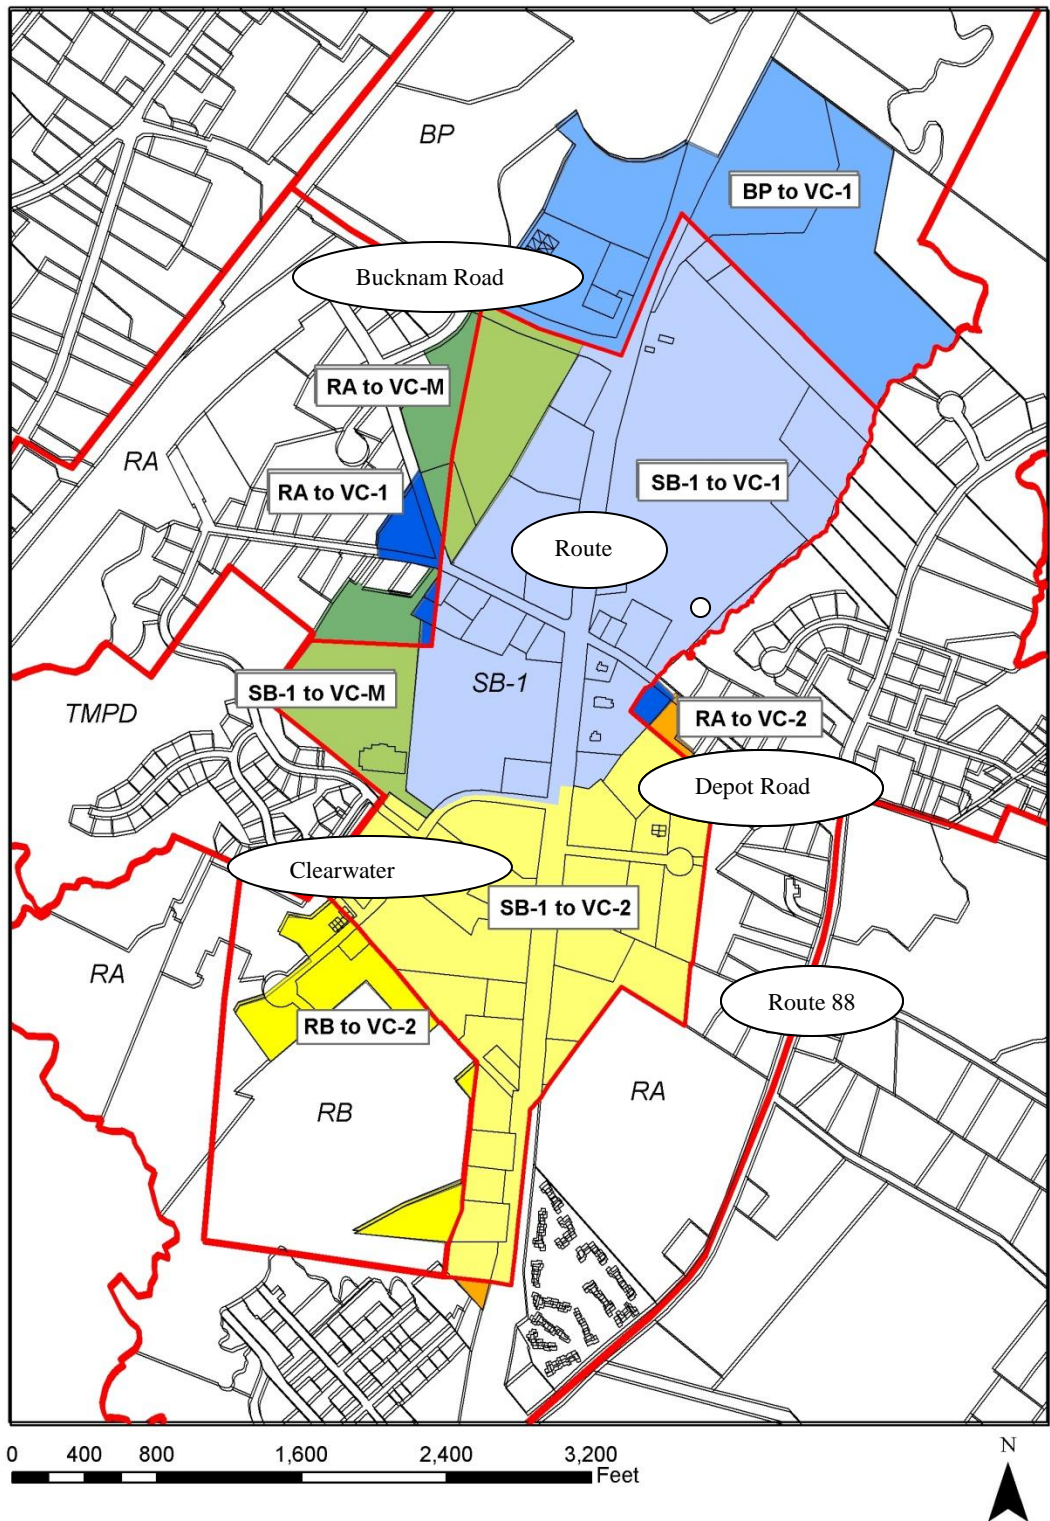 BP
BP to VC-1
Bucknam Road
RA to VC-M
RA
RA to VC-1
SB-1 to VC-1
Route
SB-1 to VC-M
SB-1
TMPD
RA to VC-2
Depot Road
Clearwater
SB-1 to VC-2
RA
Route 88
RB to VC-2
RB
RA
0 400 800 1,600 2,400 3,200
Feet
N